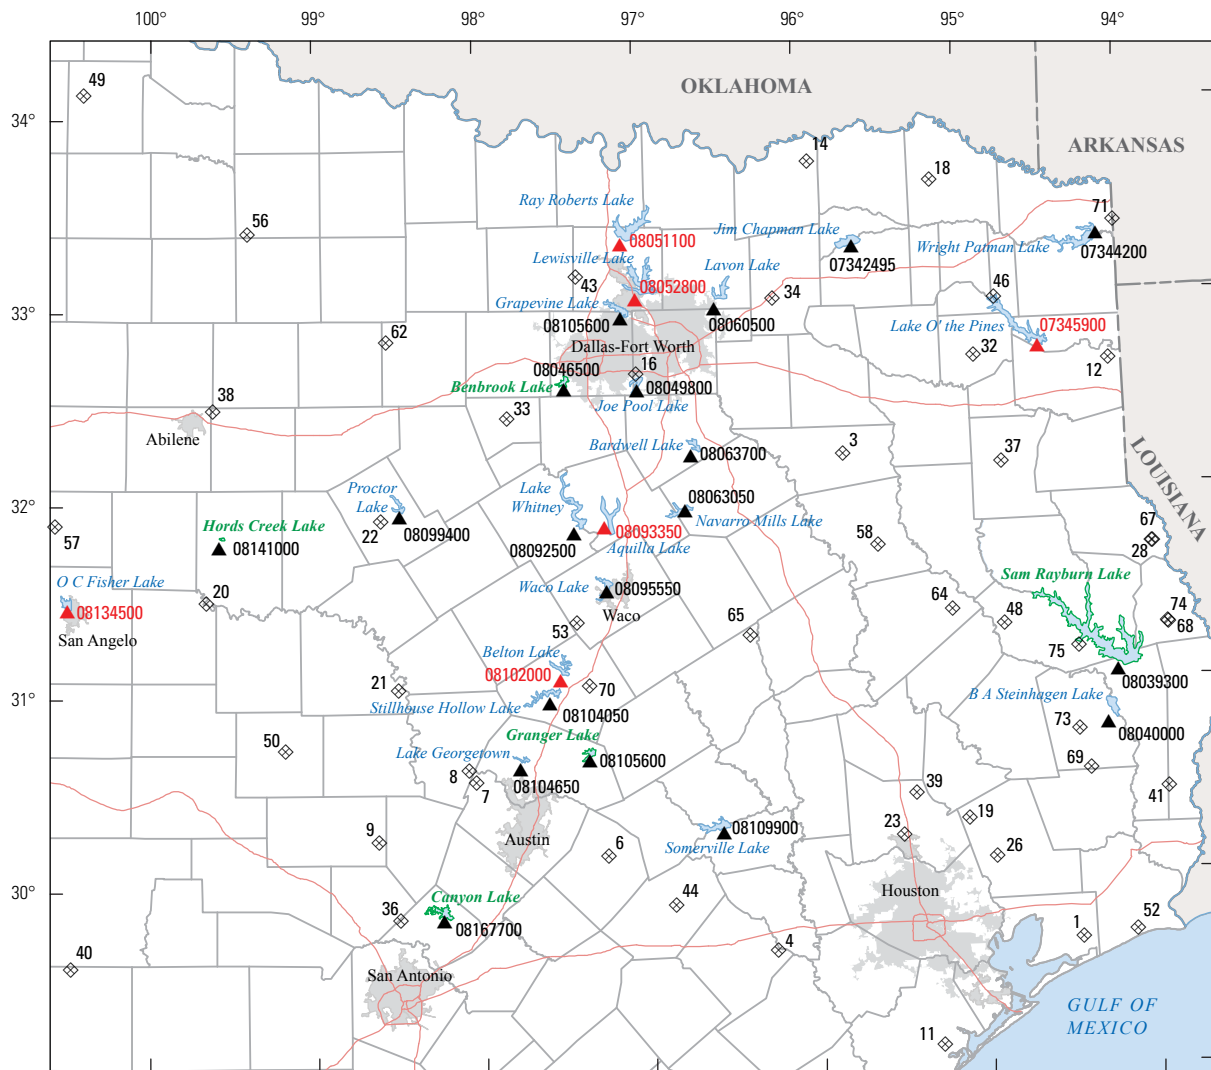 100° 99° 98° 97° 96° 95° 94°
49
OKLAHOMA
34°
14
ARKANSAS
18
Ray Roberts Lake
71
56
08051100
Jim Chapman Lake
Wright Patman Lake
07344200
Lewisville Lake
Lavon Lake
07342495
43
08052800
34
46
Grapevine Lake
33°
08105600
08060500
Lake O' the Pines
07345900
62
Dallas-Fort Worth
32
12
08046500
16
Benbrook Lake
08049800
38
Joe Pool Lake
33
Abilene
Bardwell Lake
08063700
3
37
LOUISIANA
Proctor
Lake
Lake
Whitney
08063050
32°
Hords Creek Lake
22
08099400
Navarro Mills Lake
08093350
67
57
08141000
08092500
Aquilla Lake
58
28
Sam Rayburn Lake
O C Fisher Lake
Waco Lake
08095550
20
08134500
Waco
64
48
74
68
San Angelo
53
65
75
Belton Lake
08102000
08039300
31°
21
70
B A Steinhagen Lake
Stillhouse Hollow Lake
08104050
73
08040000
50
Granger Lake
Lake Georgetown
08105600
69
8
7
08104650
39
41
19
9
Austin
6
08109900
23
Somerville Lake
26
30°
Canyon Lake
44
Houston
36
08167700
1
52
40
4
San Antonio
GULF OF
MEXICO
11